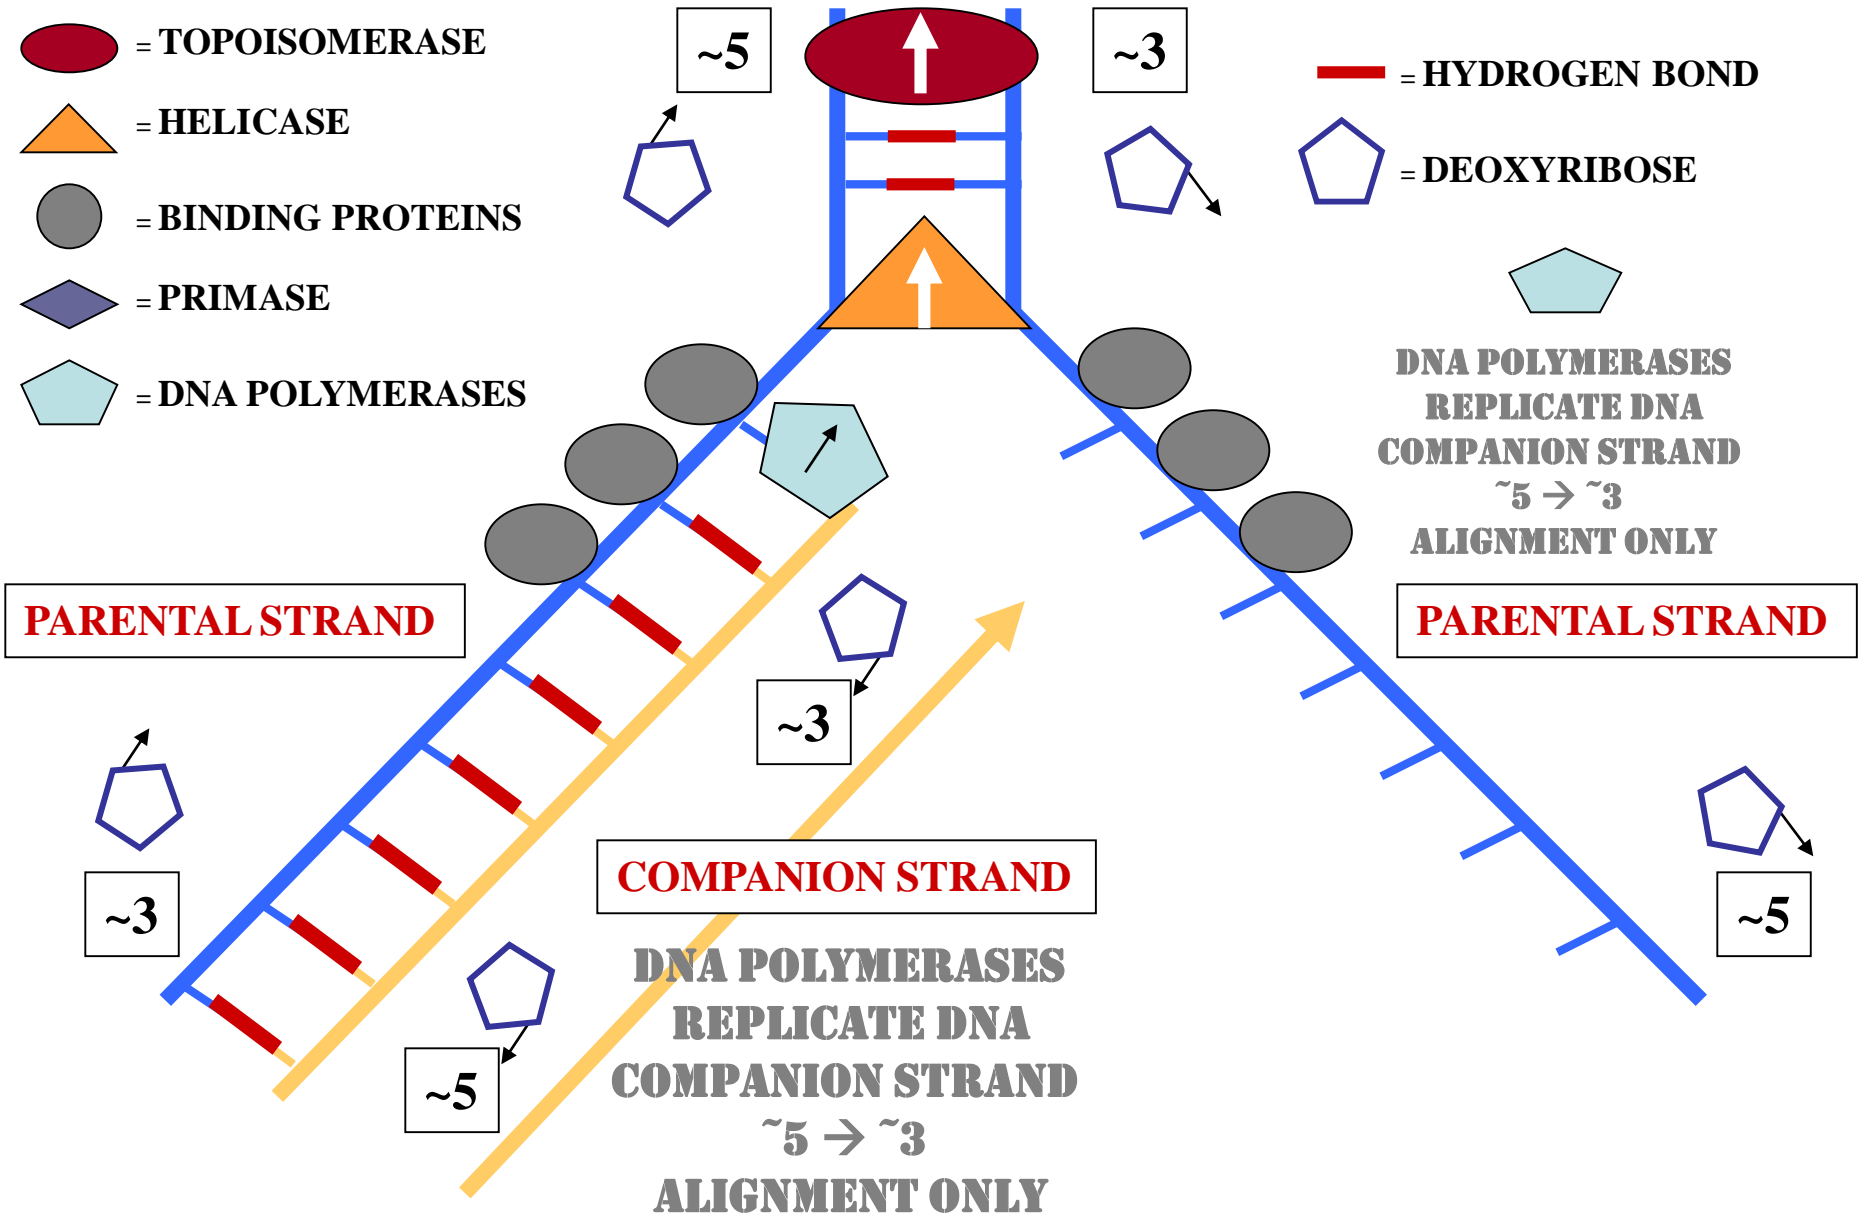 = TOPOISOMERASE
= HELICASE
= BINDING PROTEINS
= PRIMASE
= DNA POLYMERASES
~5
~3
= HYDROGEN BOND
= DEOXYRIBOSE
DNA POLYMERASES
REPLICATE DNA
COMPANION STRAND
~5 → ~3
ALIGNMENT ONLY
PARENTAL STRAND
PARENTAL STRAND
~3
~3
COMPANION STRAND
~5
~5
DNA POLYMERASES
REPLICATE DNA
COMPANION STRAND
~5 → ~3
ALIGNMENT ONLY